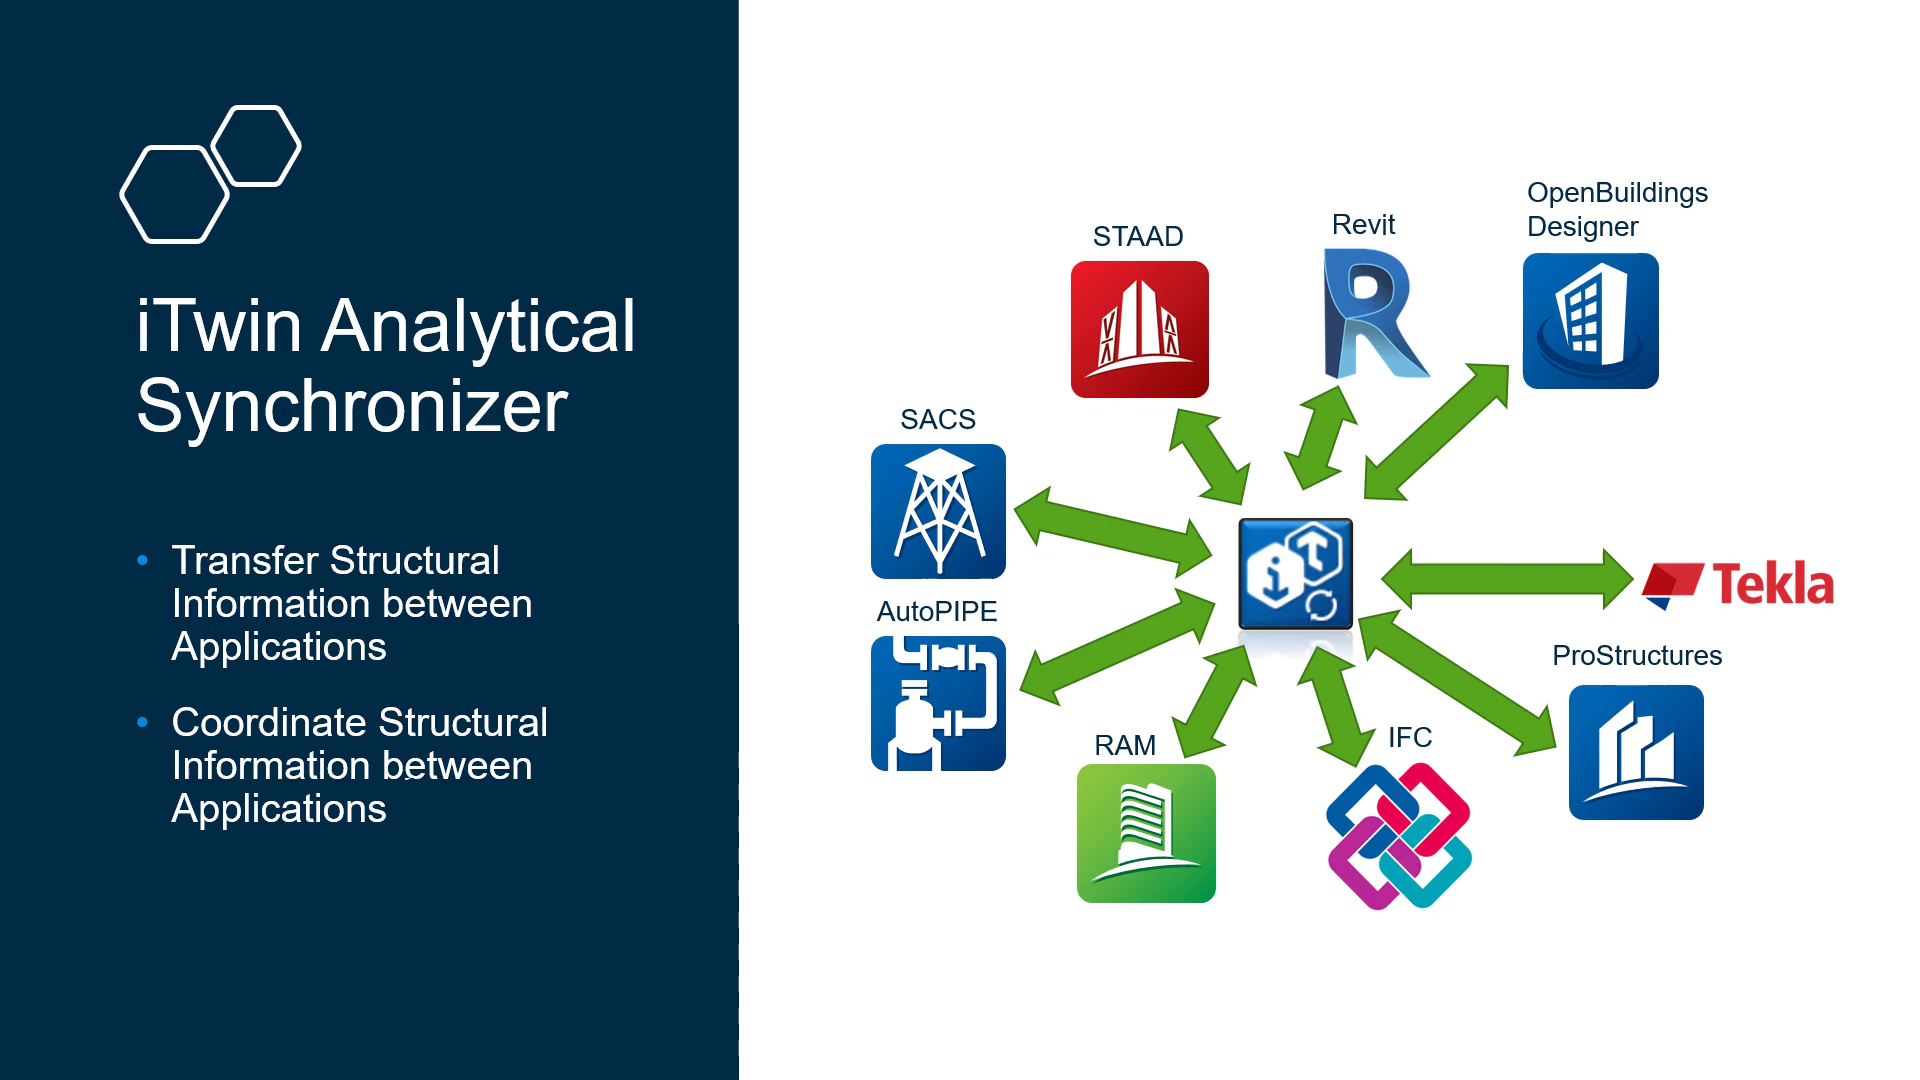 iTwin Analytical
Synchronizer
• Transfer Structural
Information between
Applications
• Coordinate Structural
Information between
Applications
OpenBuildings
Designer
Revit
STAAD
SACS
AutoPIPE
RAM
IFC
ProStructures
Tekla
iT